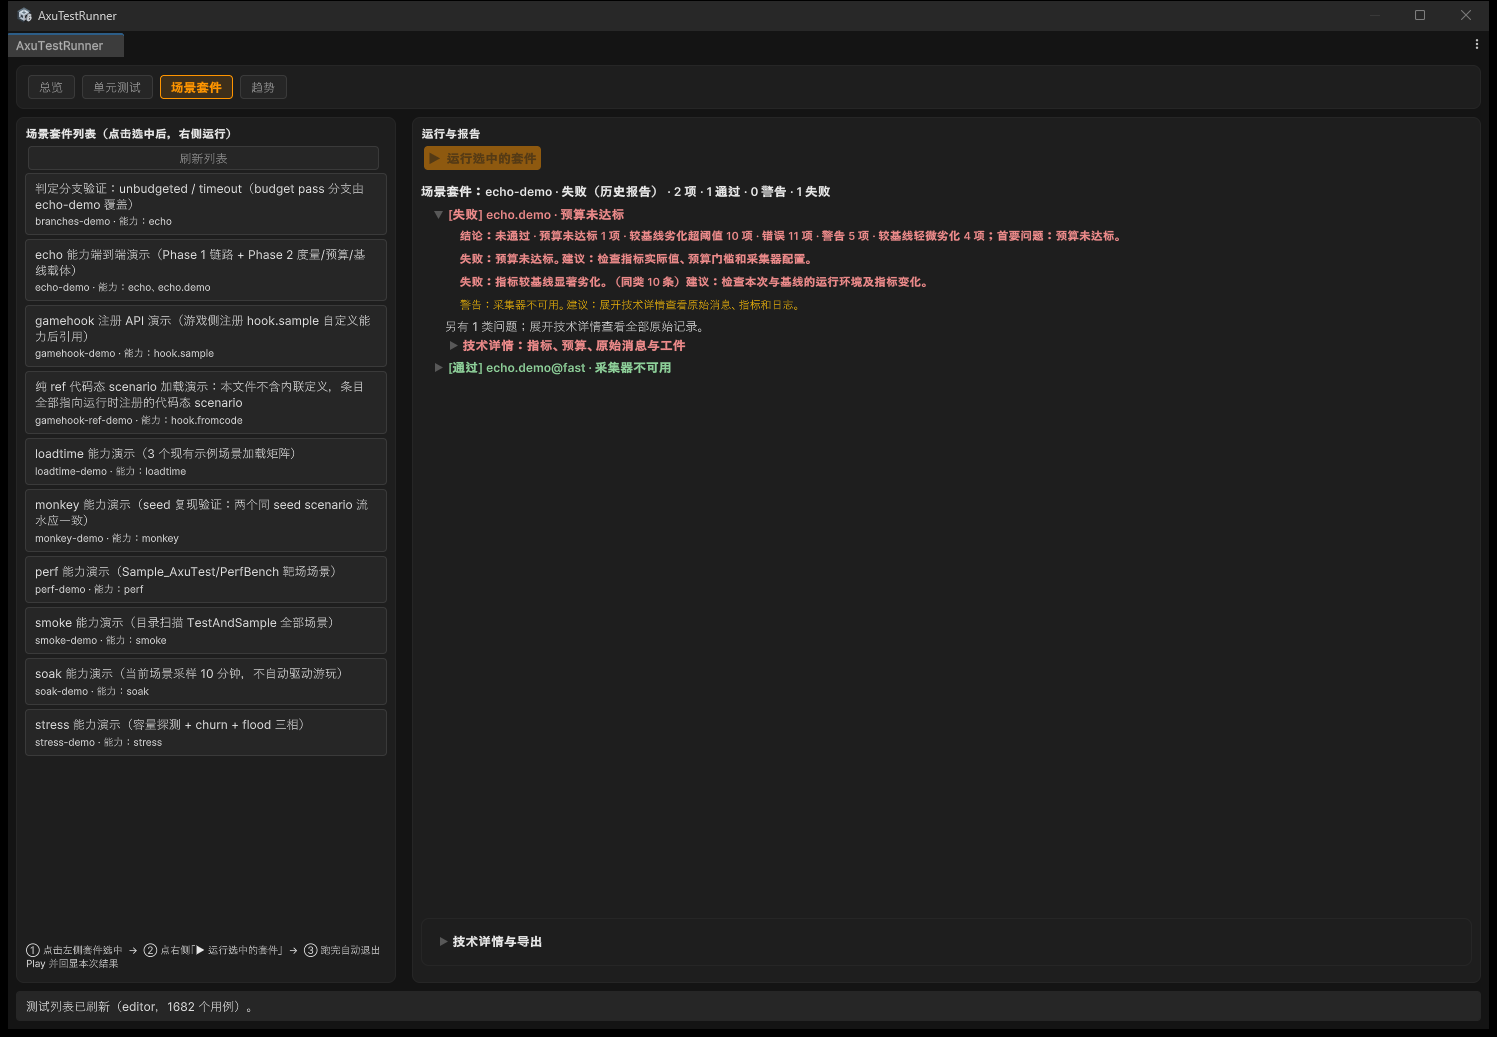 AxuTestRunner
AxuTestRunner
总览
单元测试
场景套件
趋势
场景套件列表（点击选中后，右侧运行）
刷新列表
判定分支验证：unbudgeted / timeout（budget pass 分支由
echo-demo 覆盖）
branches-demo · 能力：echo
echo 能力端到端演示（Phase 1 链路 + Phase 2 度量/预算/基
线载体）
echo-demo · 能力：echo、echo.demo
gamehook 注册 API 演示（游戏侧注册 hook.sample 自定义能
力后引用）
gamehook-demo · 能力：hook.sample
纯 ref 代码态 scenario 加载演示：本文件不含内联定义，条目
全部指向运行时注册的代码态 scenario
gamehook-ref-demo · 能力：hook.fromcode
loadtime 能力演示（3 个现有示例场景加载矩阵）
loadtime-demo · 能力：loadtime
monkey 能力演示（seed 复现验证：两个同 seed scenario 流
水应一致）
monkey-demo · 能力：monkey
perf 能力演示（Sample_AxuTest/PerfBench 靶场场景）
perf-demo · 能力：perf
smoke 能力演示（目录扫描 TestAndSample 全部场景）
smoke-demo · 能力：smoke
soak 能力演示（当前场景采样 10 分钟，不自动驱动游玩）
soak-demo · 能力：soak
stress 能力演示（容量探测 + churn + flood 三相）
stress-demo · 能力：stress
① 点击左侧套件选中 → ② 点右侧「▶ 运行选中的套件」 → ③ 跑完自动退出
Play 并回显本次结果
运行与报告
▶ 运行选中的套件
场景套件：echo-demo · 失败（历史报告） · 2 项 · 1 通过 · 0 警告 · 1 失败
▼ [失败] echo.demo · 预算未达标
结论：未通过 · 预算未达标 1 项 · 较基线劣化超阈值 10 项 · 错误 11 项 · 警告 5 项 · 较基线轻微劣化 4 项；首要问题：预算未达标。
失败：预算未达标。建议：检查指标实际值、预算门槛和采集器配置。
失败：指标较基线显著劣化。（同类 10 条）建议：检查本次与基线的运行环境及指标变化。
警告：采集器不可用。建议：展开技术详情查看原始消息、指标和日志。
另有 1 类问题；展开技术详情查看全部原始记录。
▶ 技术详情：指标、预算、原始消息与工件
▶ [通过] echo.demo@fast · 采集器不可用
▶ 技术详情与导出
测试列表已刷新（editor，1682 个用例）。